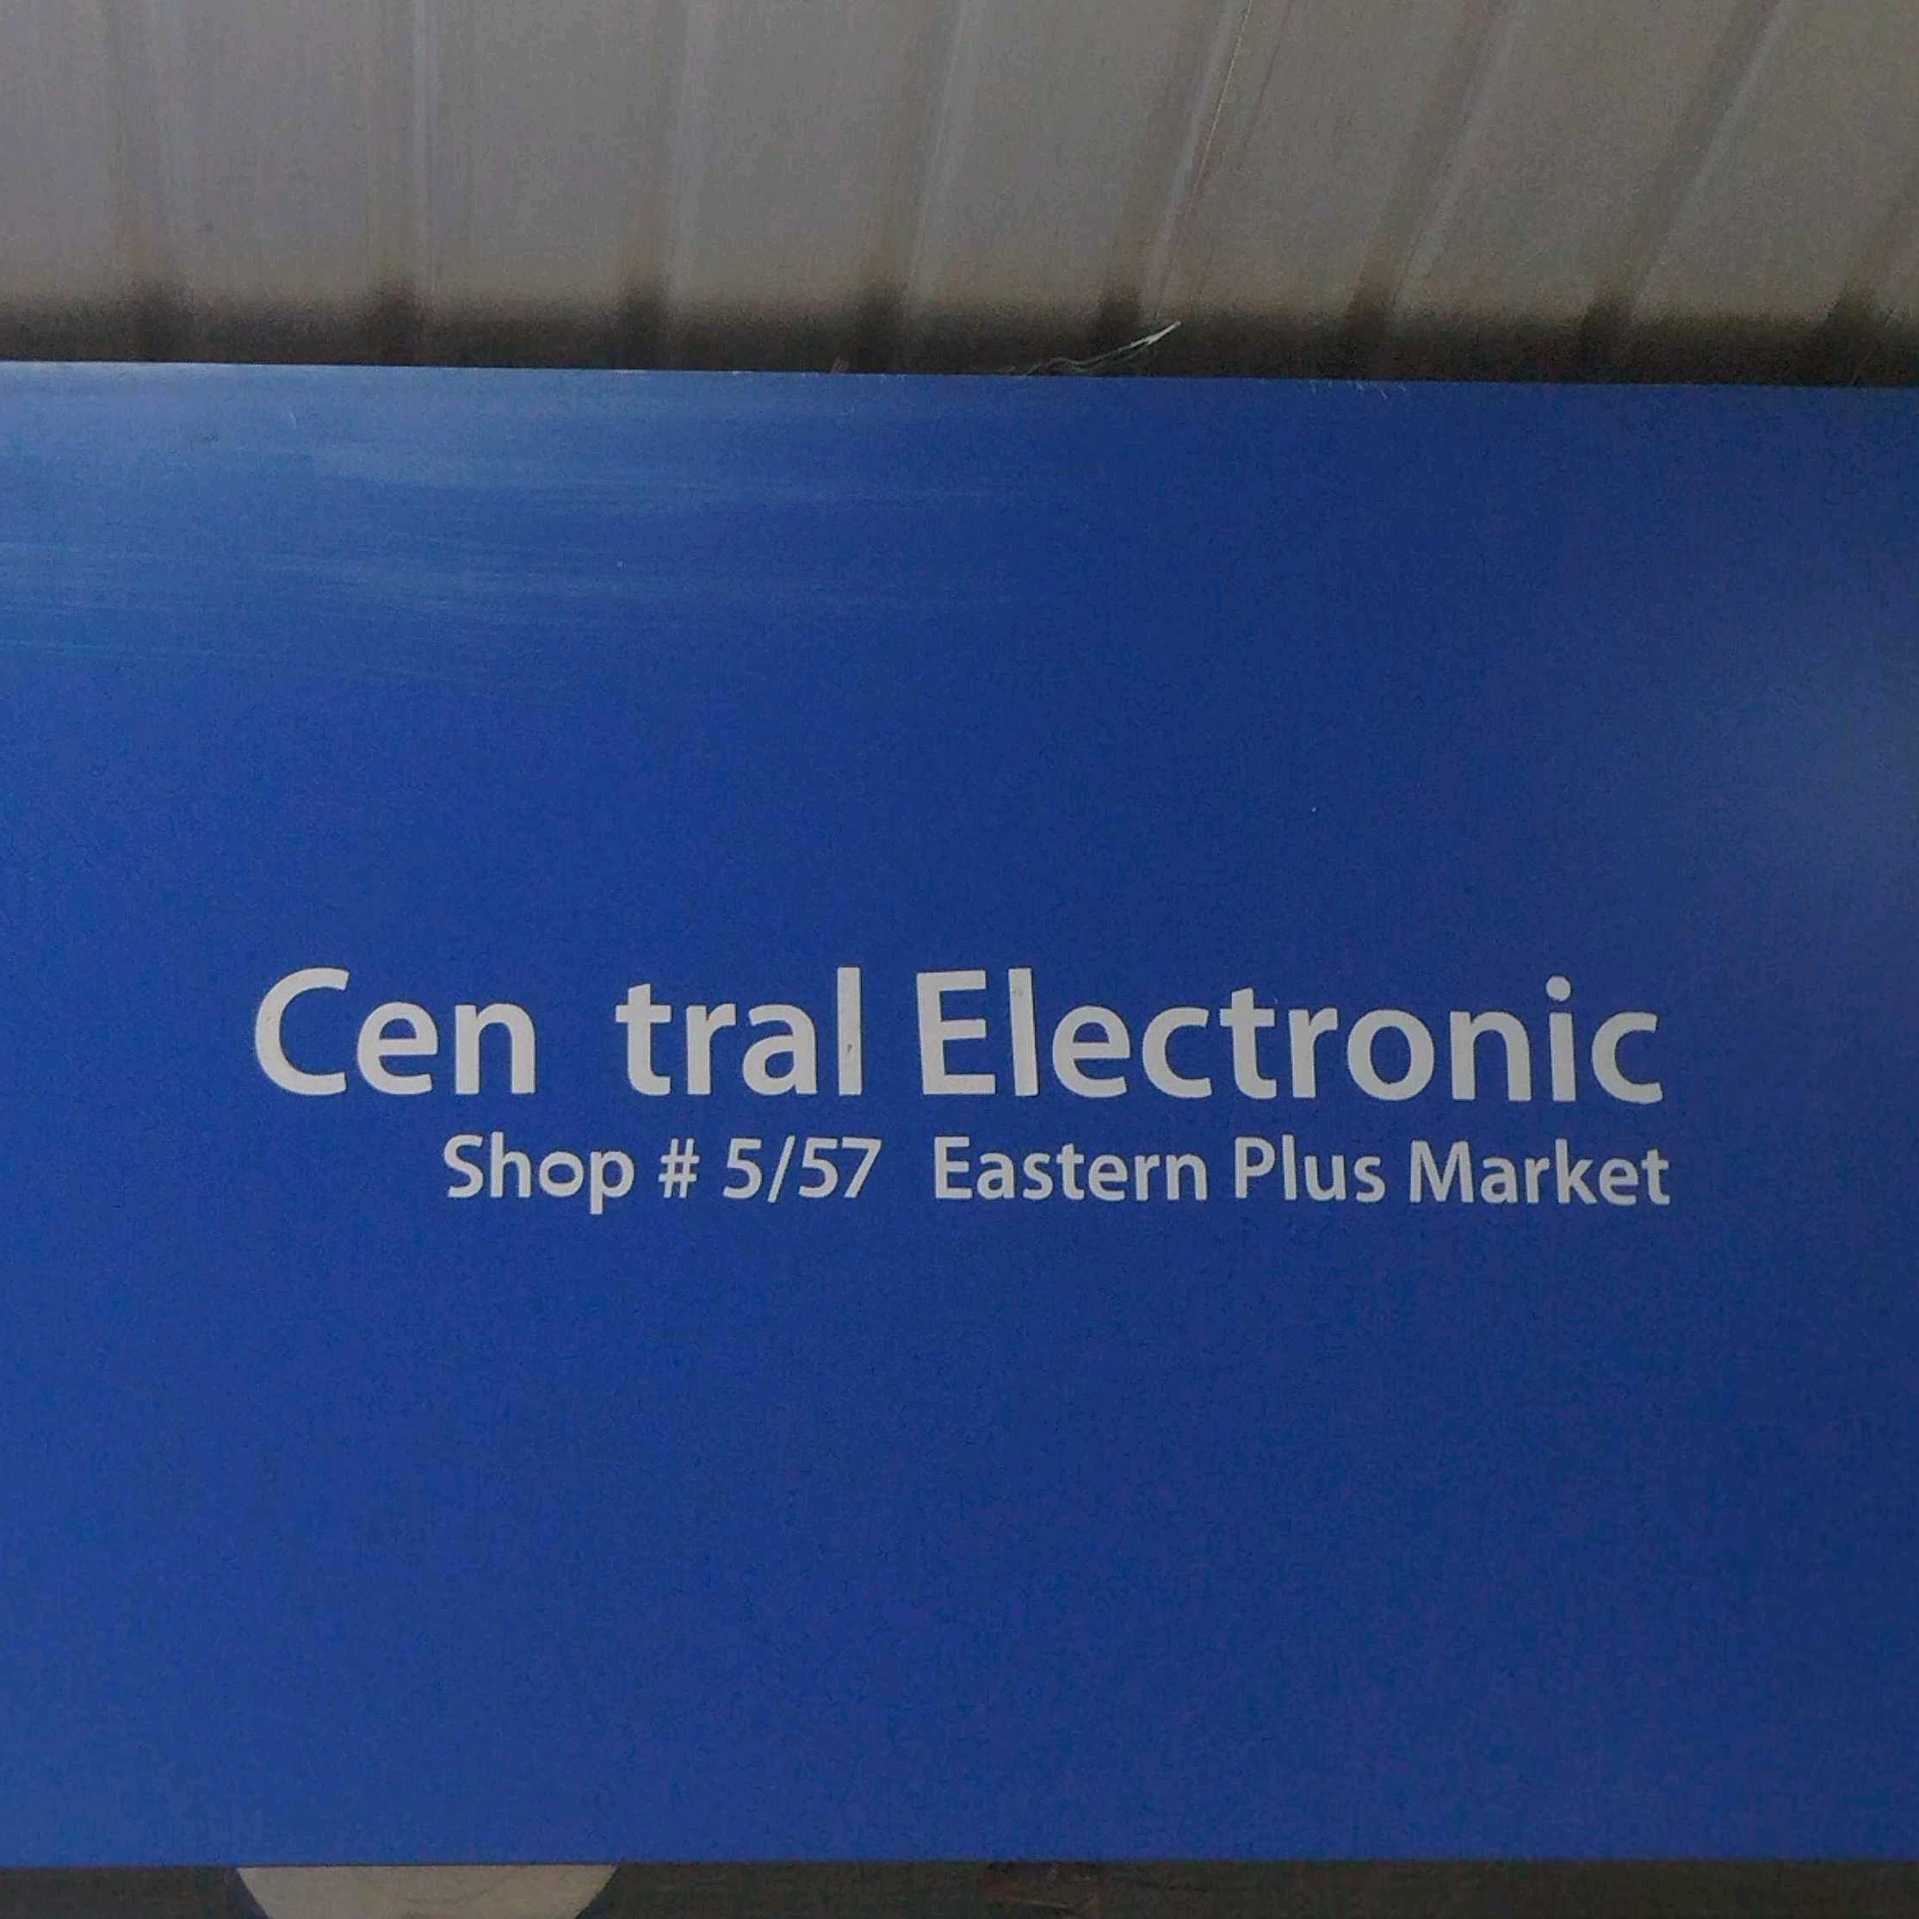 Cen tral Electronic
Shop # 5/57 Eastern Plus Market